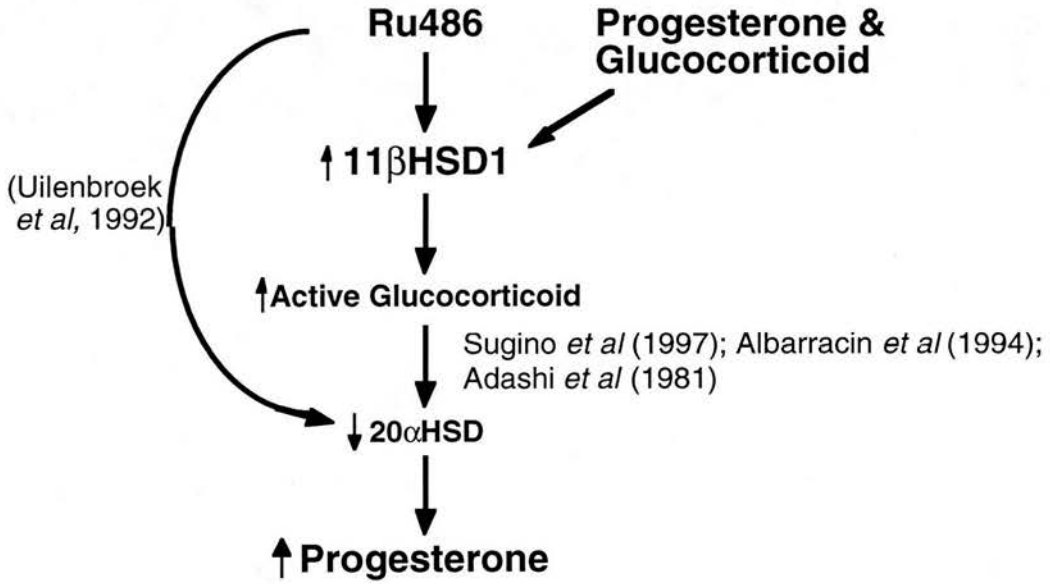 Ru486
Progesterone &
Glucocorticoid
↑ 11βHSD1
(Uilenbroek
et al, 1992)
↑Active Glucocorticoid
Sugino et al (1997); Albarracin et al (1994);
Adashi et al (1981)
↓ 20αHSD
↑ Progesterone